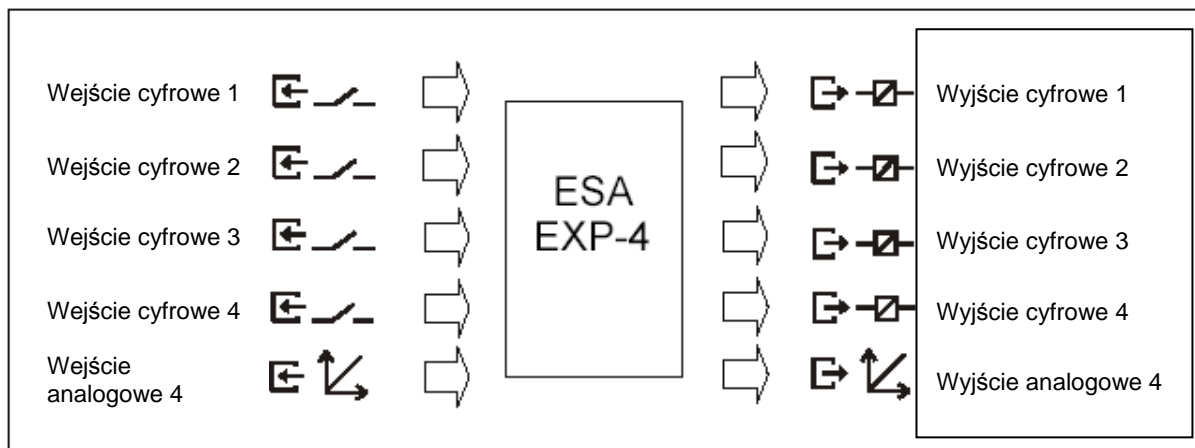 Wejście cyfrowe 1
Wyjście cyfrowe 1
Wejście cyfrowe 2
Wyjście cyfrowe 2
ESA
EXP-4
Wejście cyfrowe 3
Wyjście cyfrowe 3
Wejście cyfrowe 4
Wyjście cyfrowe 4
Wejście
analogowe 4
Wyjście analogowe 4